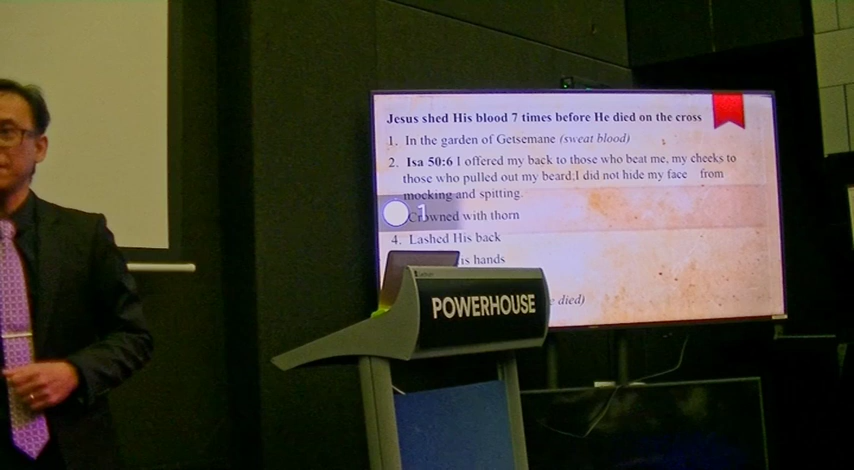 Jesus shed His blood 7 times before He died on the cross
1. In the garden of Getsemane (sweat blood)
2. Isa 50:6 I offered my back to those who beat me, my cheeks to
those who pulled out my beard;I did not hide my face from
mocking and spitting.
1
Crowned with thorn
4. Lashed His back
is hands
died)
POWERHOUSE